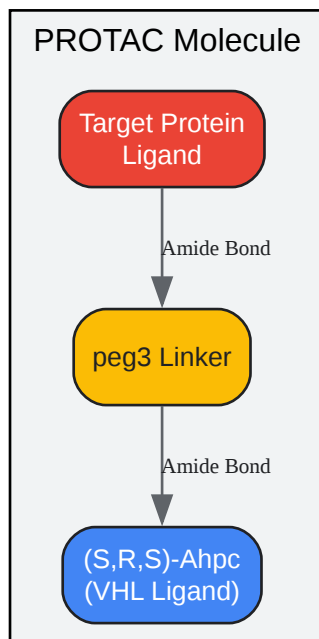 PROTAC Molecule
Target Protein
Ligand
Amide Bond
peg3 Linker
Amide Bond
(S,R,S)-Ahpc
(VHL Ligand)